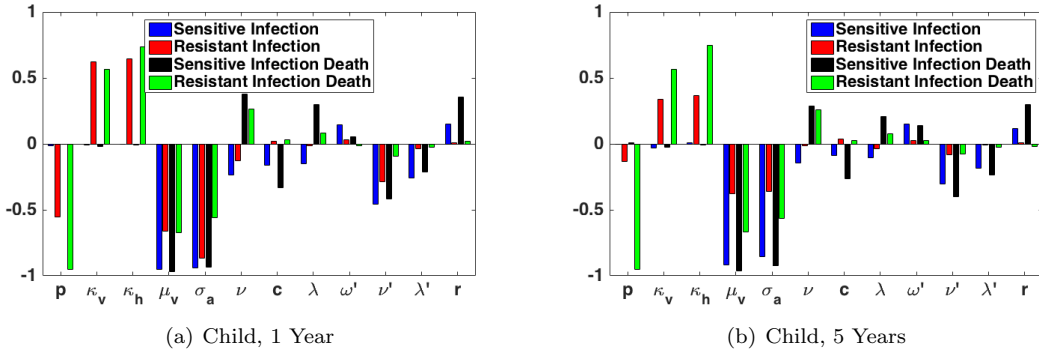 1
Sensitive Infection
Resistant Infection
Sensitive Infection Death
Resistant Infection Death
0.5
0
-0.5
-1
p κv κh μv σa ν c λ ω' ν' λ' r
(a) Child, 1 Year
1
Sensitive Infection
Resistant Infection
Sensitive Infection Death
Resistant Infection Death
0.5
0
-0.5
-1
p κv κh μv σa ν c λ ω' ν' λ' r
(b) Child, 5 Years